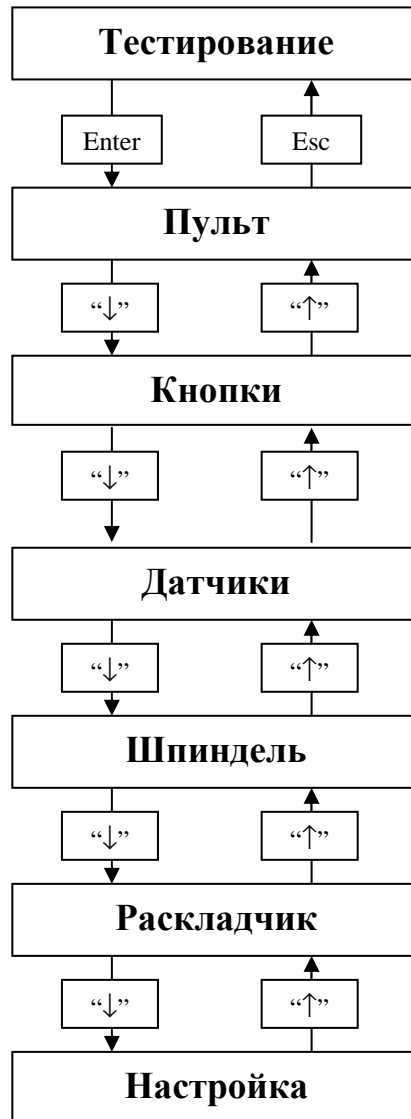 Тестирование
Enter Esc
Пульт
“↓” “↑”
Кнопки
“↓” “↑”
Датчики
“↓” “↑”
Шпиндель
“↓” “↑”
Раскладчик
“↓” “↑”
Настройка